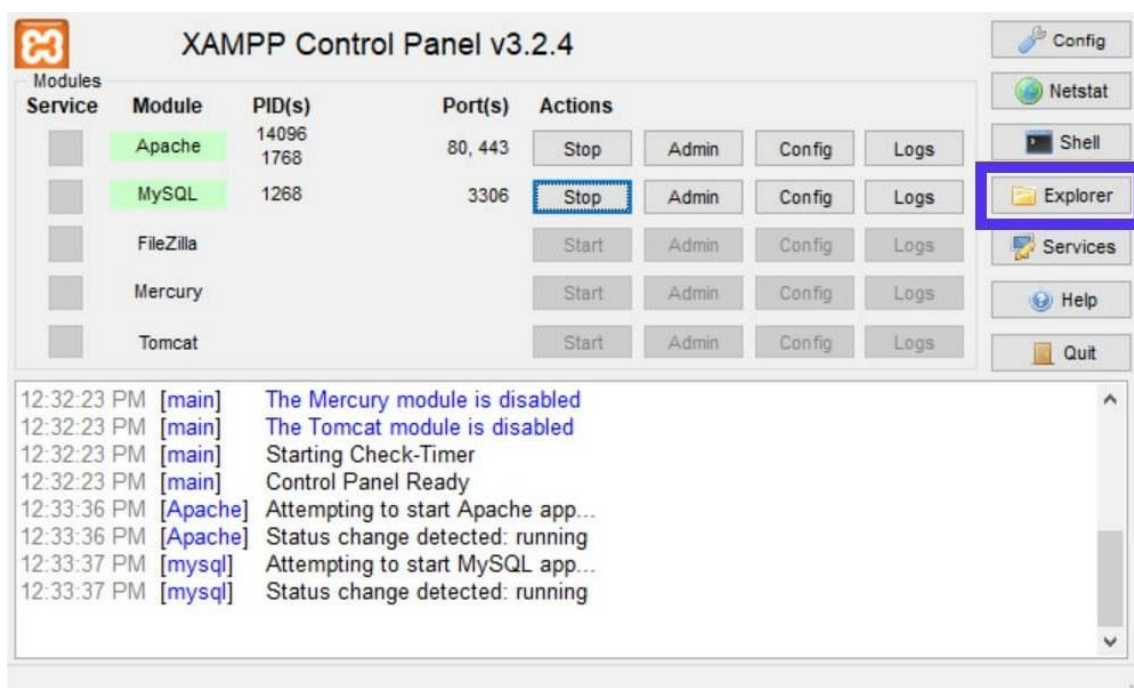 XAMPP Control Panel v3.2.4
Config
Modules
Netstat
Service Module PID(s) Port(s) Actions
Apache 14096 80, 443 Stop Admin Config Logs
1768
Shell
MySQL 1268 3306 Stop Admin Config Logs
Explorer
FileZilla Start Admin Config Logs
Services
Mercury Start Admin Config Logs
Help
Tomcat Start Admin Config Logs
Quit
12:32:23 PM [main] The Mercury module is disabled
12:32:23 PM [main] The Tomcat module is disabled
12:32:23 PM [main] Starting Check-Timer
12:32:23 PM [main] Control Panel Ready
12:33:36 PM [Apache] Attempting to start Apache app...
12:33:36 PM [Apache] Status change detected: running
12:33:37 PM [mysql] Attempting to start MySQL app...
12:33:37 PM [mysql] Status change detected: running